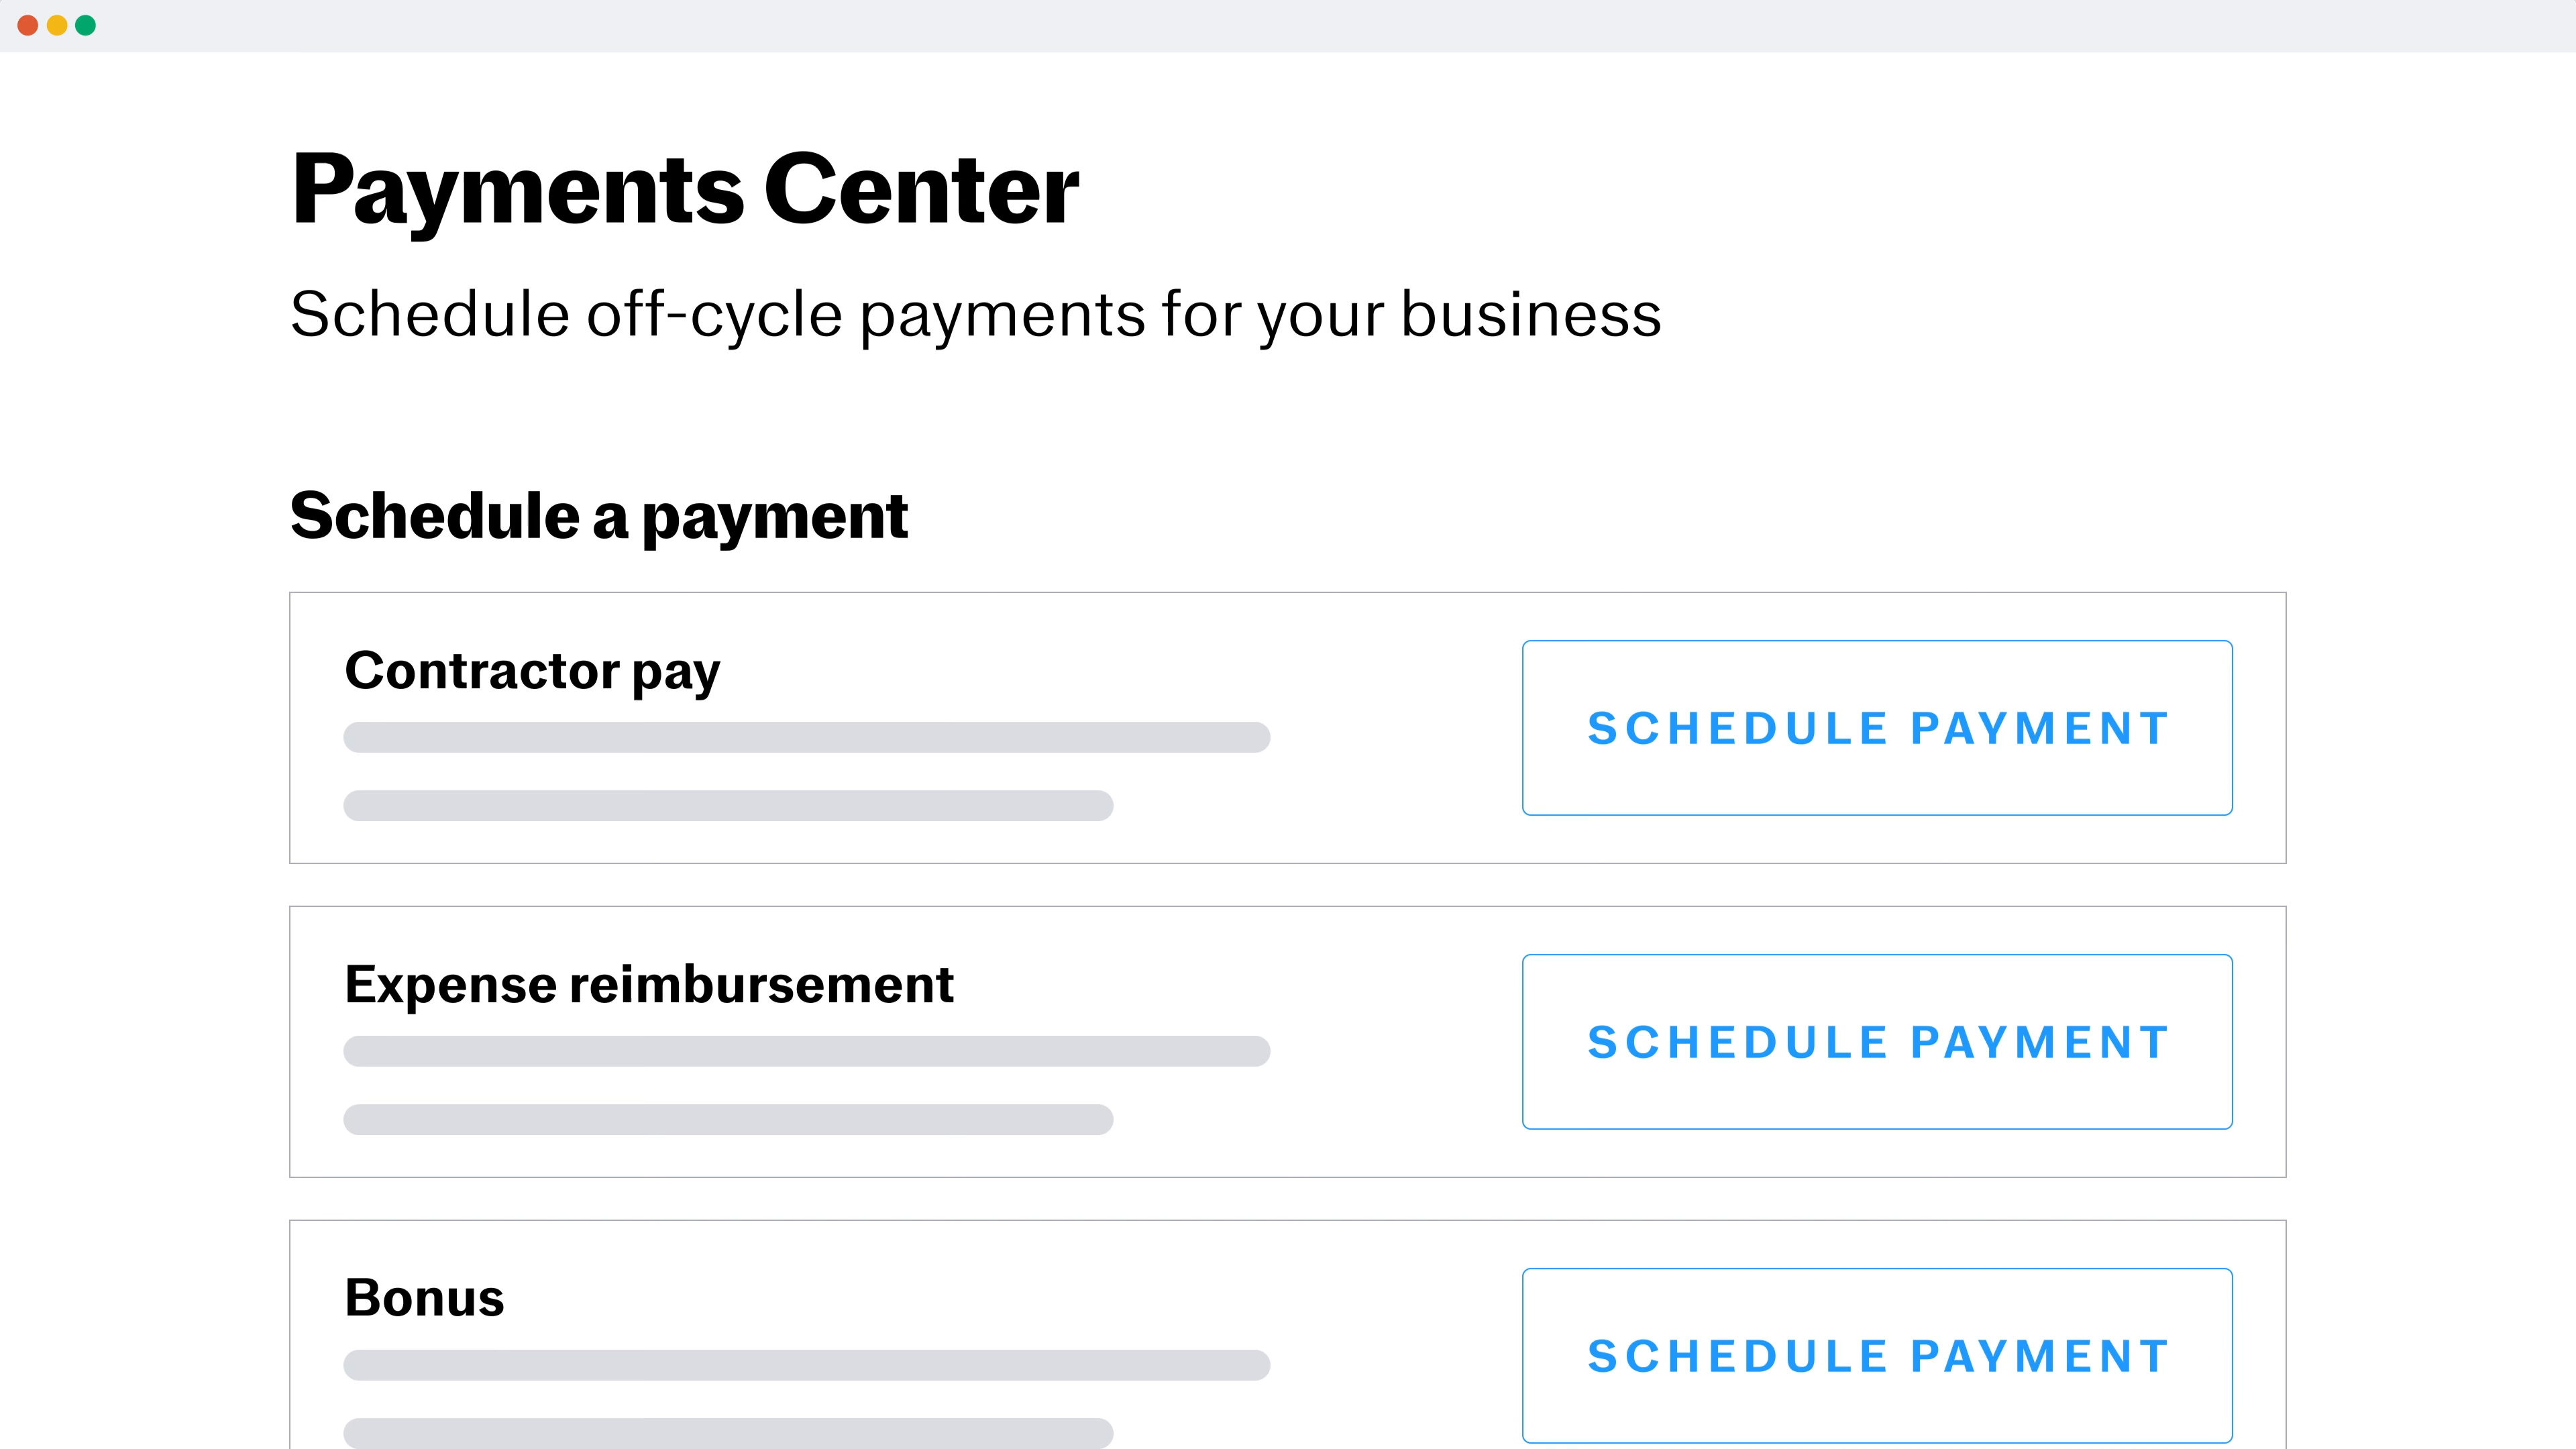 Payments Center
Schedule off-cycle payments for your business
Schedule a payment
Contractor pay
SCHEDULE PAYMENT
Expense reimbursement
SCHEDULE PAYMENT
Bonus
SCHEDULE PAYMENT